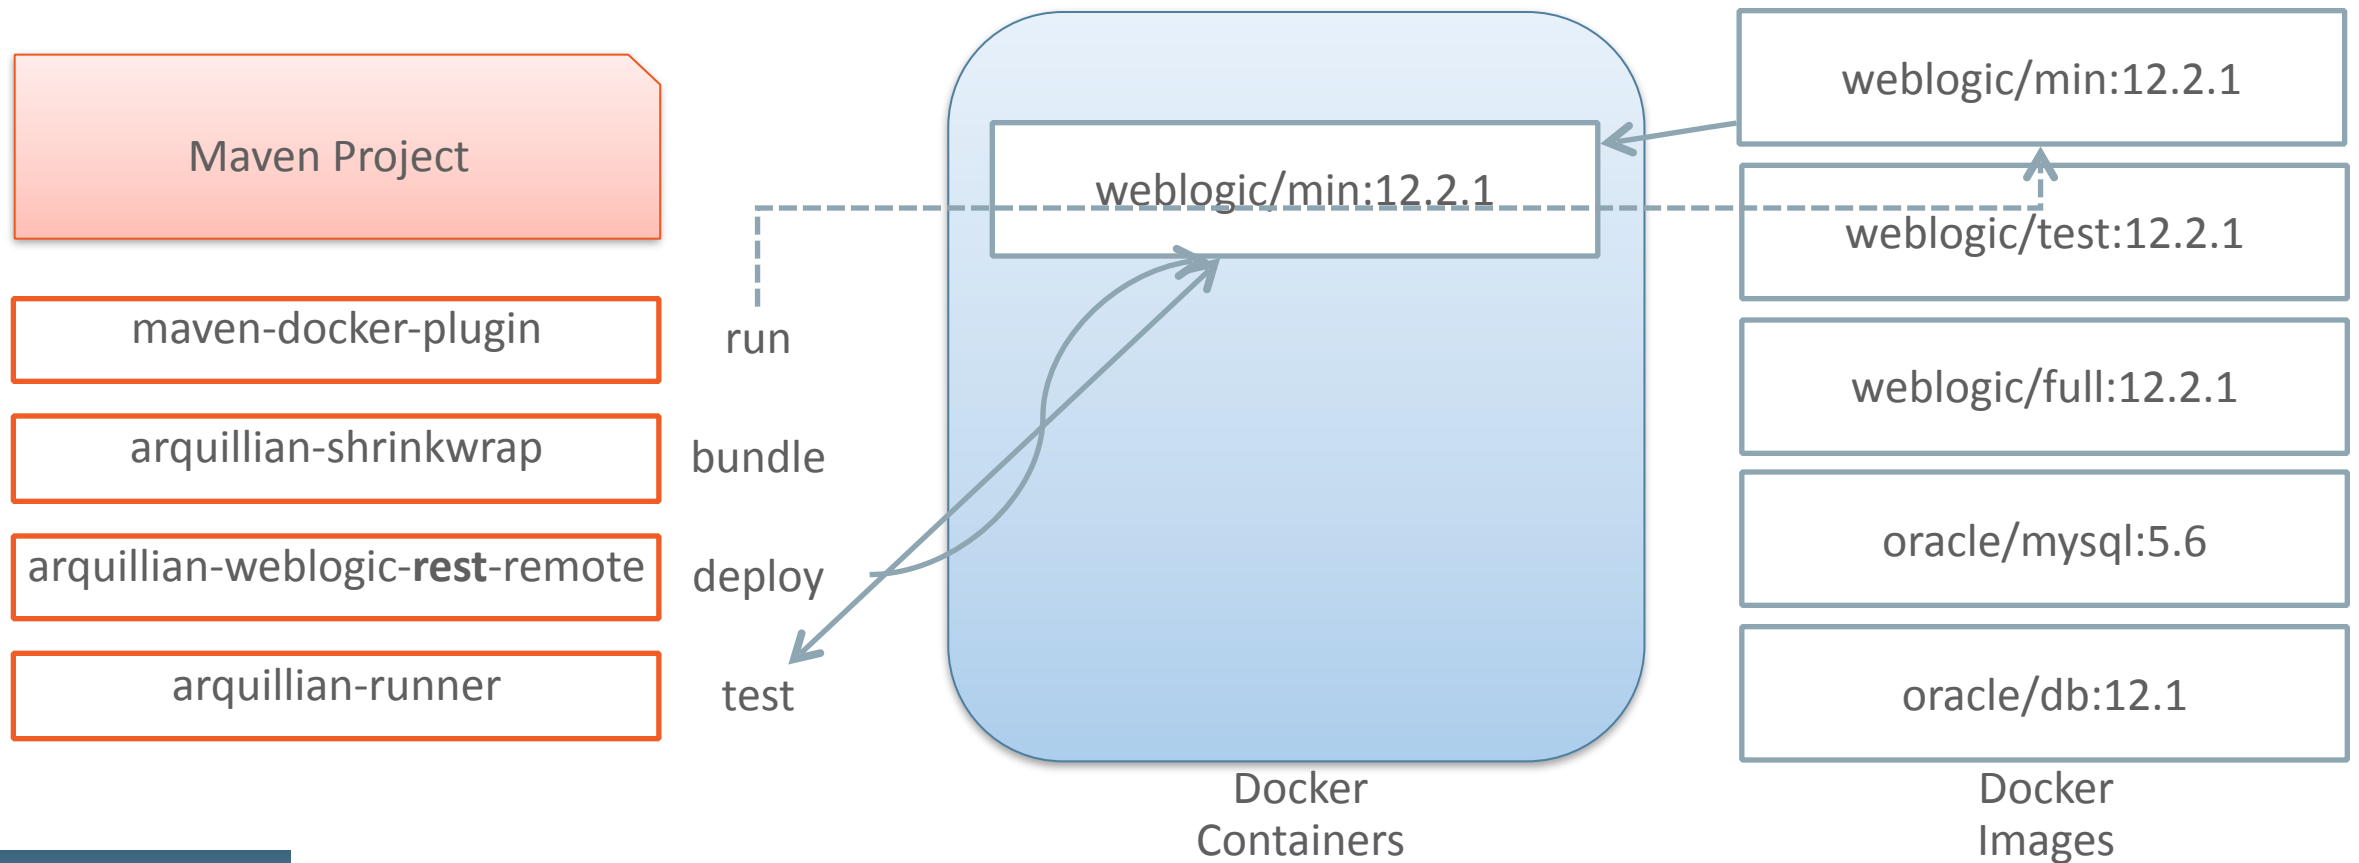 Maven Project
maven-docker-plugin
arquillian-shrinkwrap
arquillian-weblogic-rest-remote
arquillian-runner
run
bundle
deploy
test
weblogic/min:12.2.1
Docker
Containers
weblogic/min:12.2.1
weblogic/test:12.2.1
weblogic/full:12.2.1
oracle/mysql:5.6
oracle/db:12.1
Docker
Images